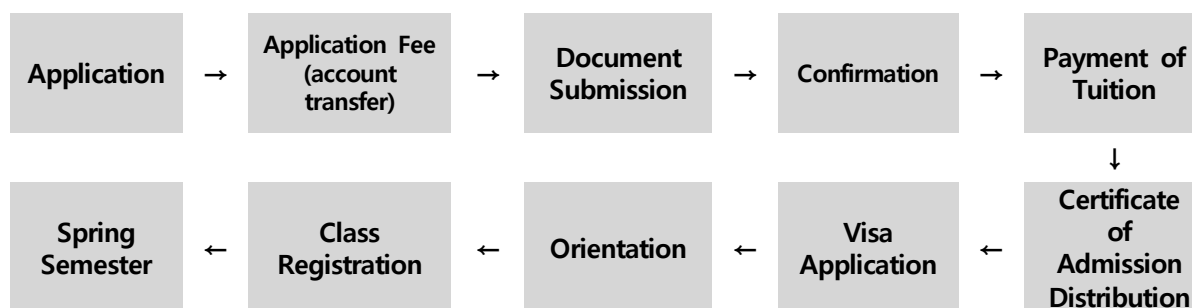 Application
→
Application Fee
(account
transfer)
→
Document
Submission
→
Confirmation
→
Payment of
Tuition
↓
Certificate
of
Admission
Distribution
←
Visa
Application
←
Orientation
←
Class
Registration
←
Spring
Semester